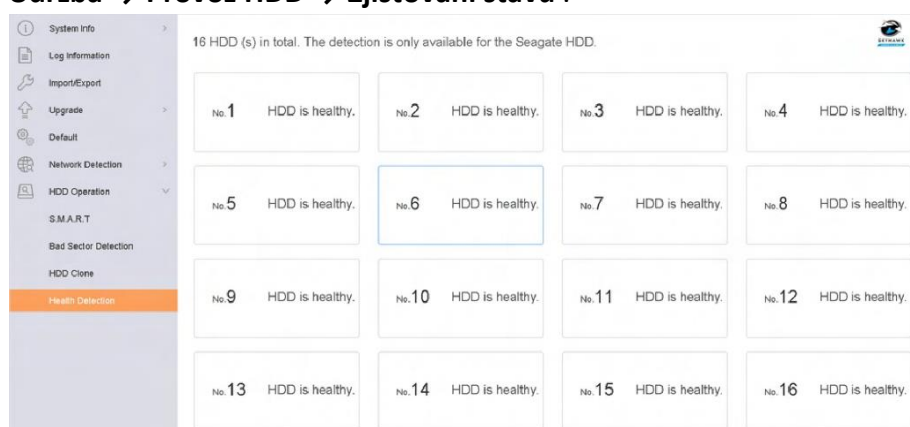 Údržba → Provoz HDD → Zjišťování stavu .
System Info
Log Information
Import/Export
Upgrade
Default
Network Detection
HDD Operation
S.M.A.R.T
Bad Sector Detection
HDD Clone
Health Detection
16 HDD (s) in total. The detection is only available for the Seagate HDD.
SKYHAWK
No.1 HDD is healthy. No.2 HDD is healthy. No.3 HDD is healthy. No.4 HDD is healthy.
No.5 HDD is healthy. No.6 HDD is healthy. No.7 HDD is healthy. No.8 HDD is healthy.
No.9 HDD is healthy. No.10 HDD is healthy. No.11 HDD is healthy. No.12 HDD is healthy.
No.13 HDD is healthy. No.14 HDD is healthy. No.15 HDD is healthy. No.16 HDD is healthy.